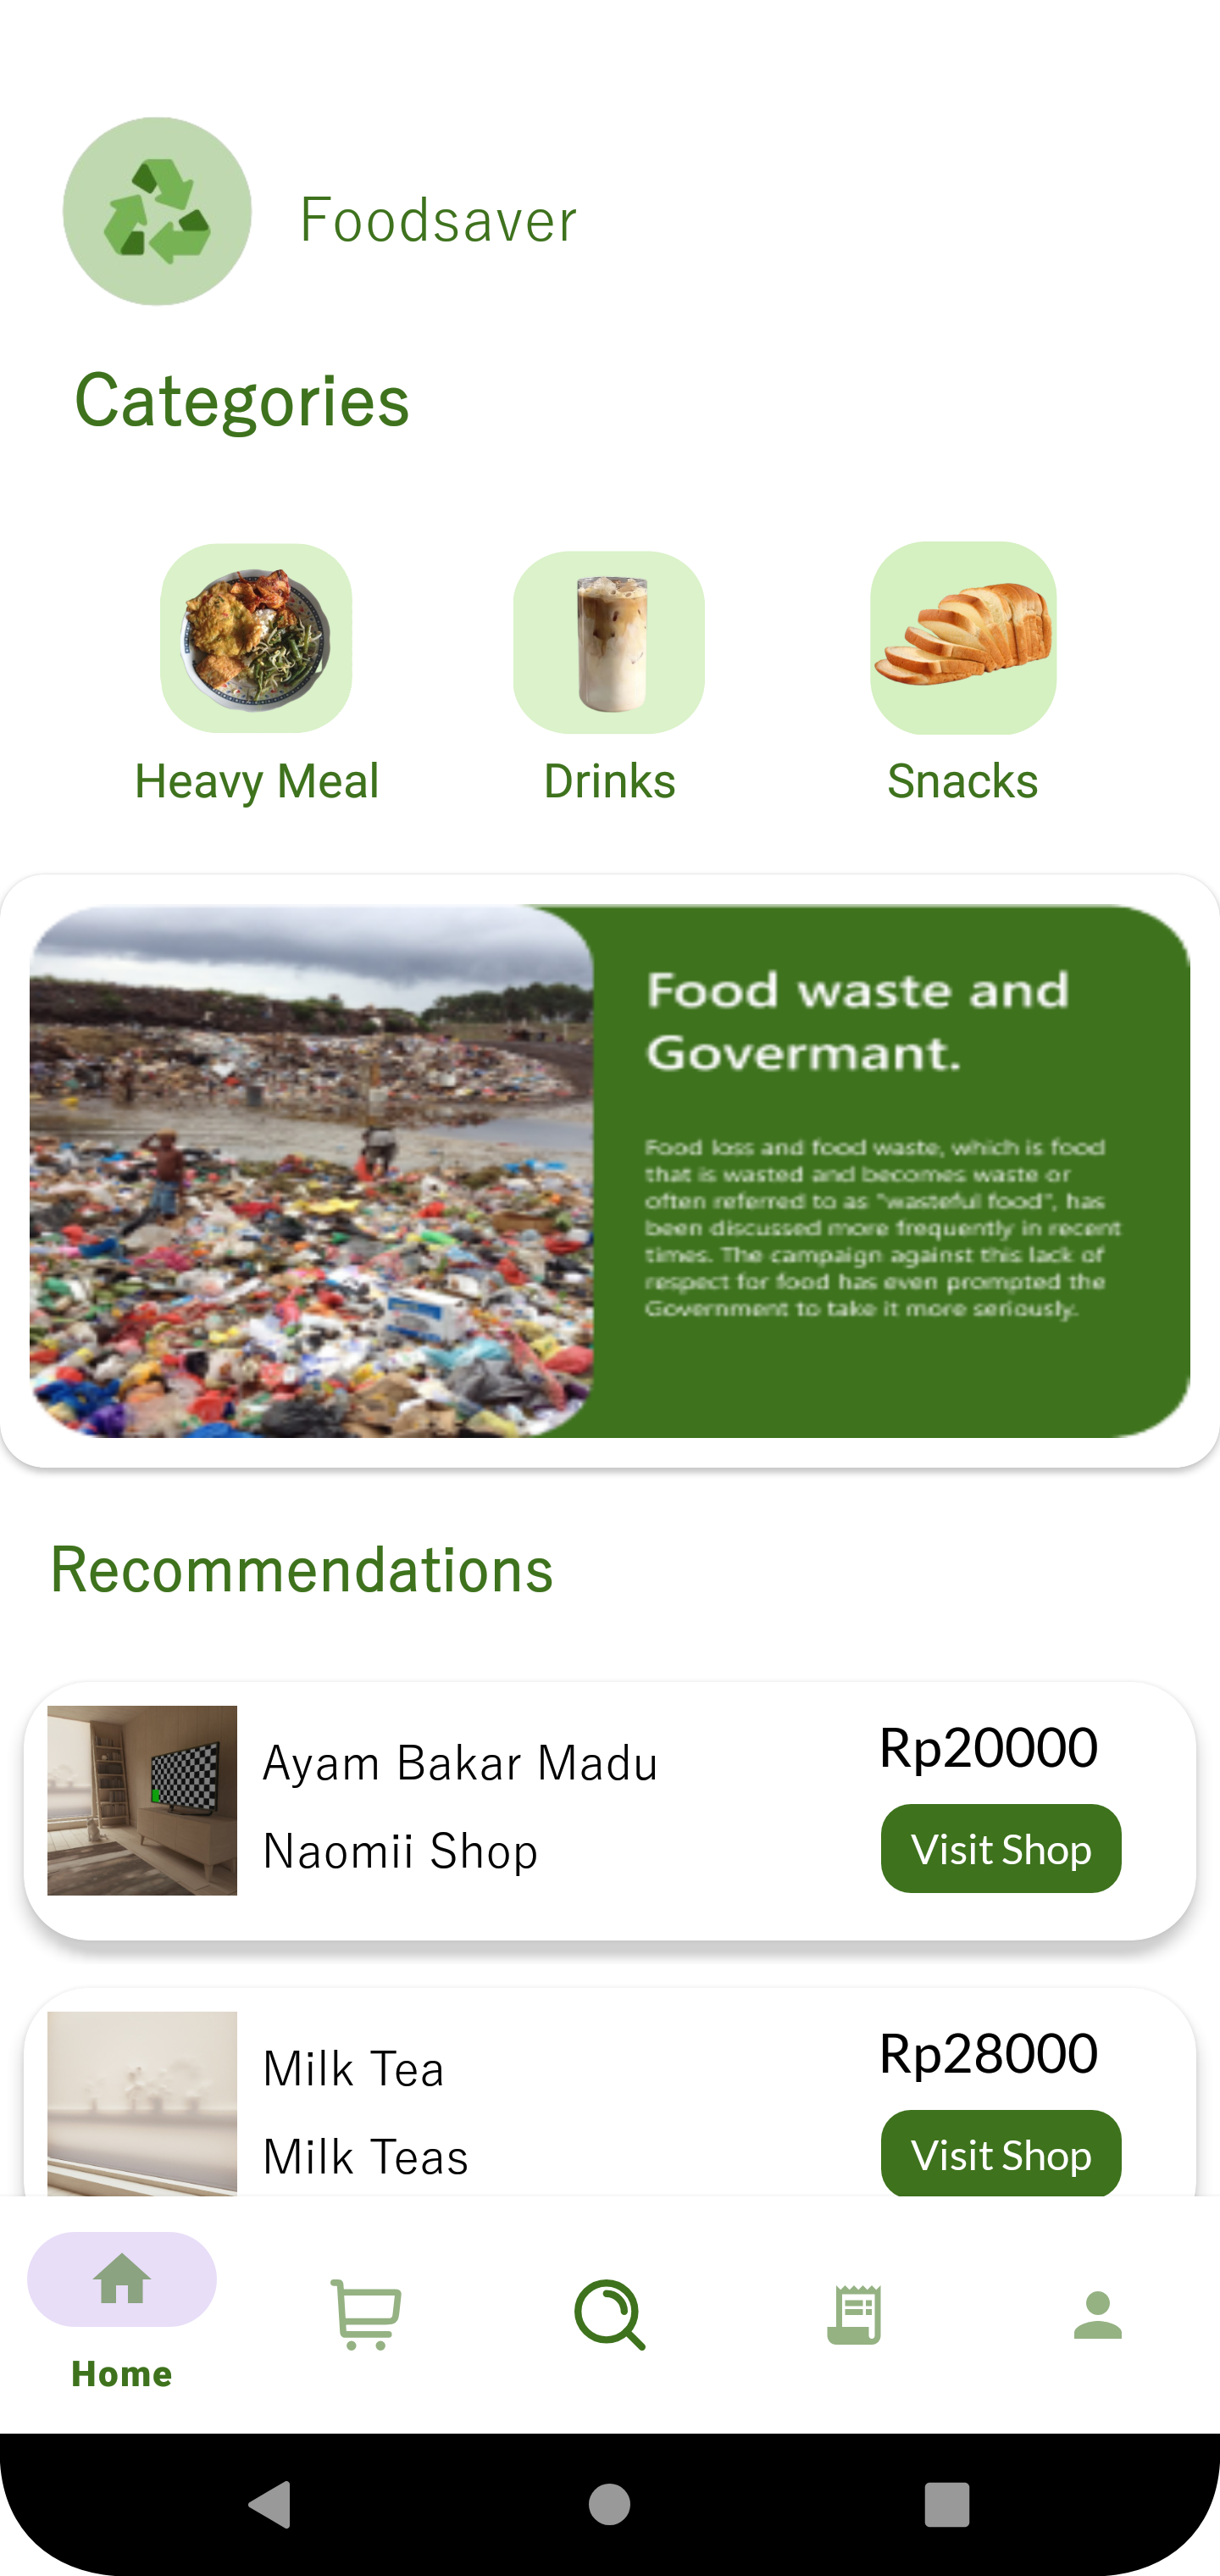 Foodsaver
Categories
Heavy Meal
Drinks
Snacks
Food waste and
Govermant.
Food loss and food waste, which is food
that is wasted and becomes waste or
often referred to as "wasteful food", has
been discussed more frequently in recent
times. The campaign against this lack of
respect for food has even prompted the
Government to take it more seriously.
Recommendations
Ayam Bakar Madu
Rp20000
Naomii Shop
Visit Shop
Milk Tea
Rp28000
Milk Teas
Visit Shop
Home